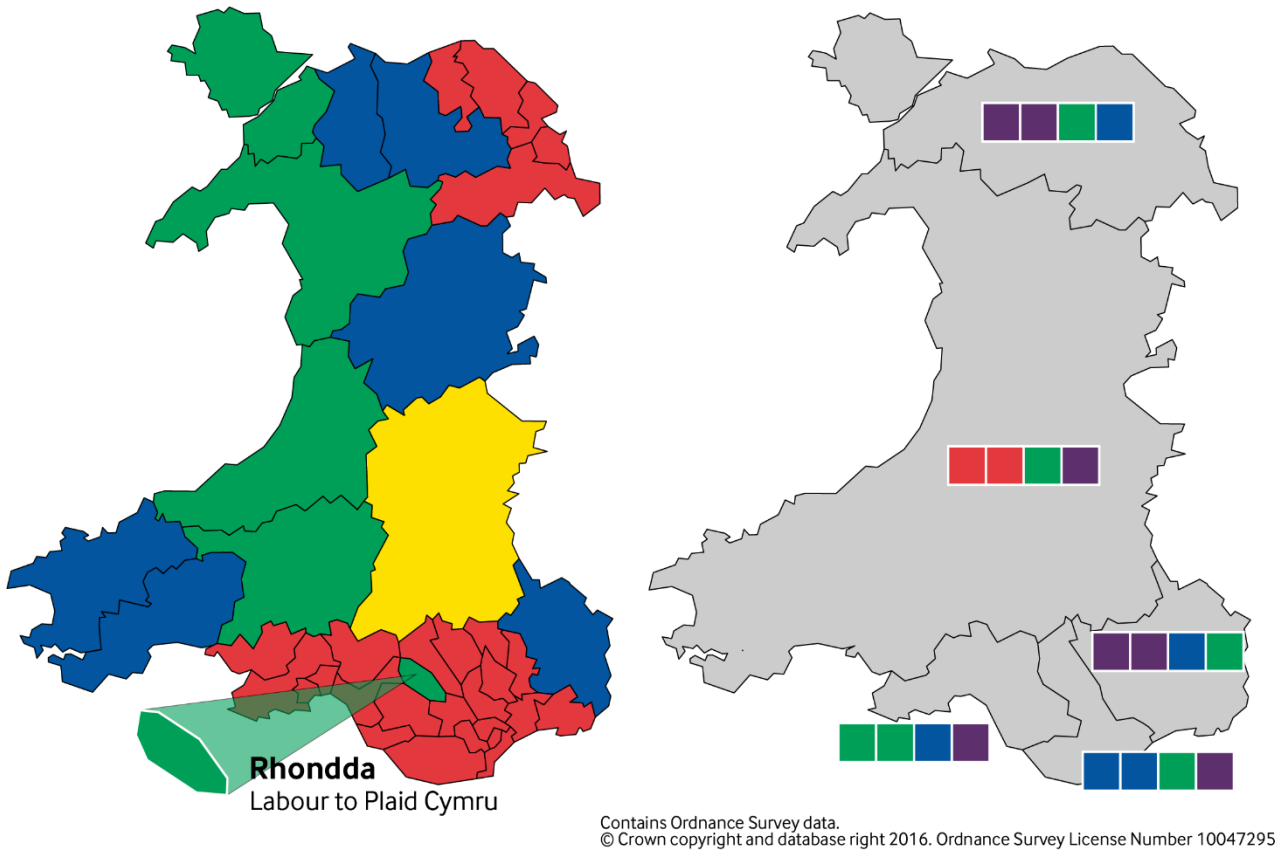 Rhondda
Labour to Plaid Cymru
Contains Ordnance Survey data.
© Crown copyright and database right 2016. Ordnance Survey License Number 10047295